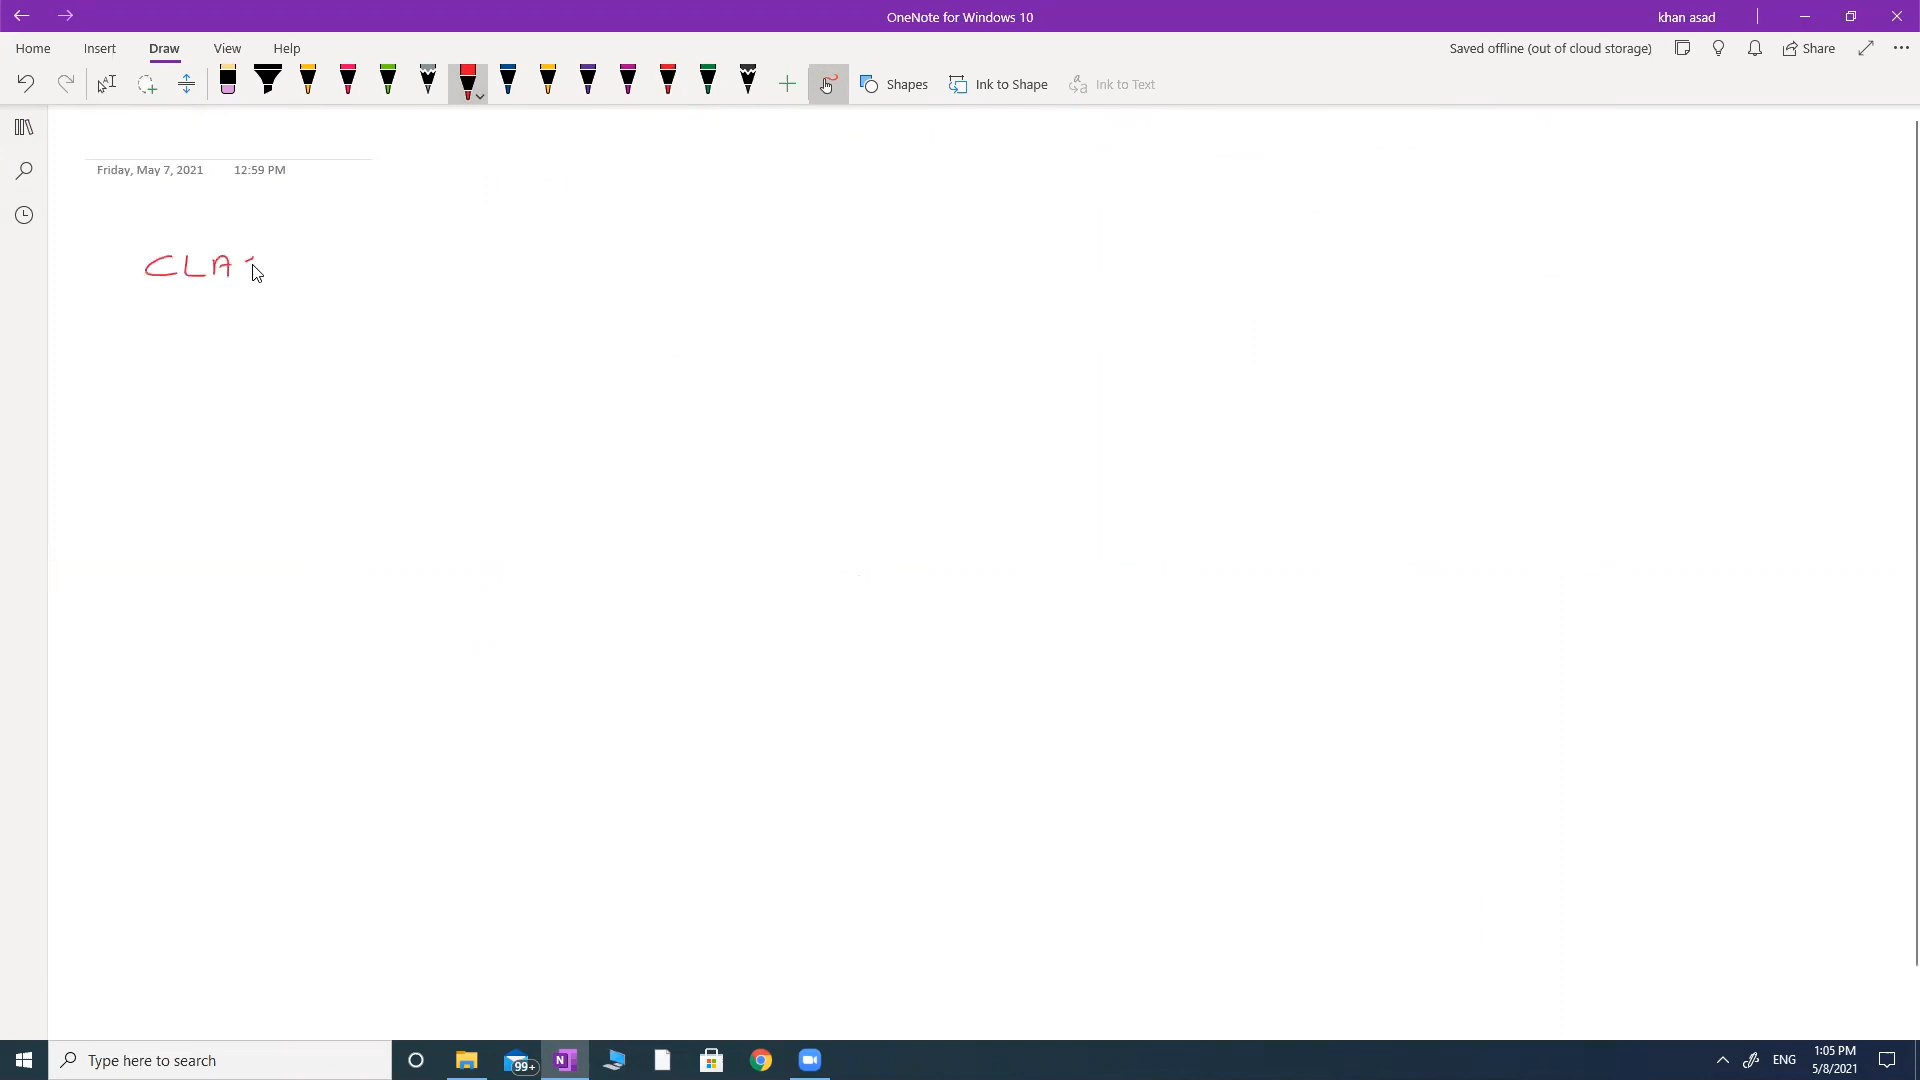 OneNote for Windows 10
khan asad
Home Insert Draw View Help
Saved offline (out of cloud storage)
Share
Shapes
Ink to Shape
Ink to Text
Friday, May 7, 2021 12:59 PM
CLA
Type here to search
99+
N
ENG
1:05 PM
5/8/2021